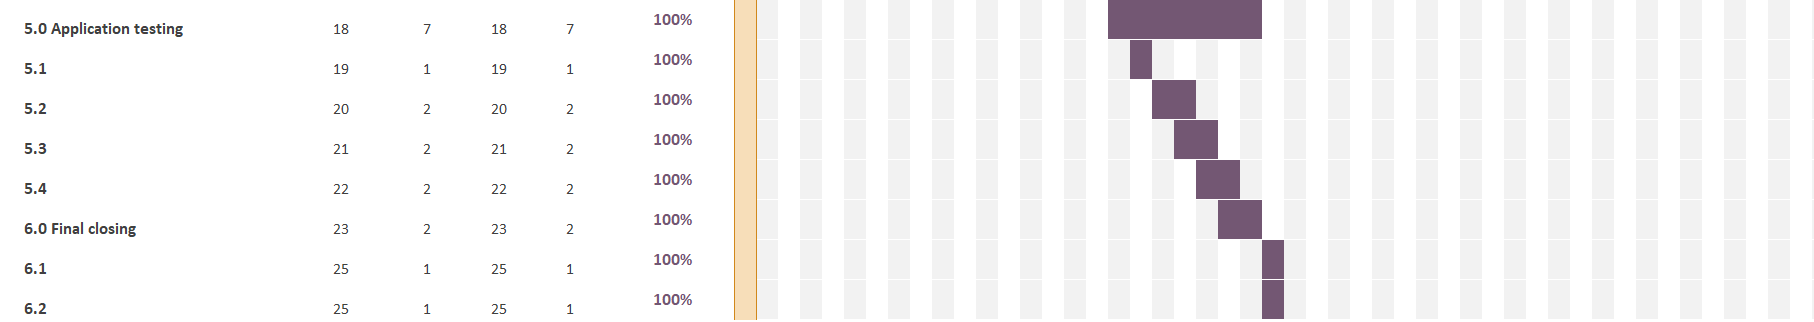 5.0 Application testing 18 7 18 7 100%
5.1 19 1 19 1 100%
5.2 20 2 20 2 100%
5.3 21 2 21 2 100%
5.4 22 2 22 2 100%
6.0 Final closing 23 2 23 2 100%
6.1 25 1 25 1 100%
6.2 25 1 25 1 100%